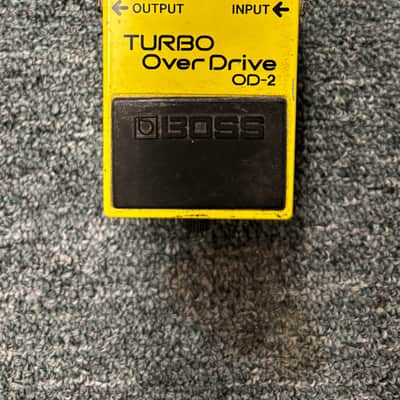 ← OUTPUT INPUT ←
TURBO
Over Drive
OD-2
BOSS